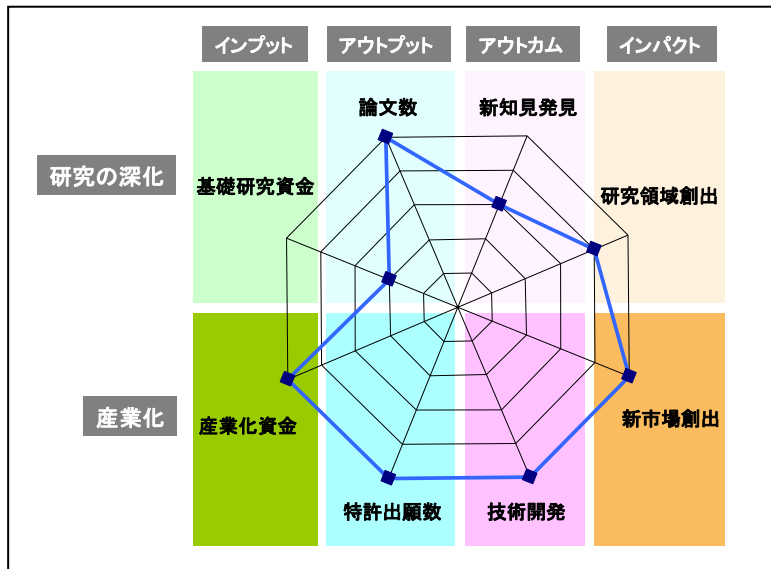 インプット
アウトプット
アウトカム
インパクト
論文数
新知見発見
研究の深化
基礎研究資金
研究領域創出
産業化
産業化資金
新市場創出
特許出願数
技術開発